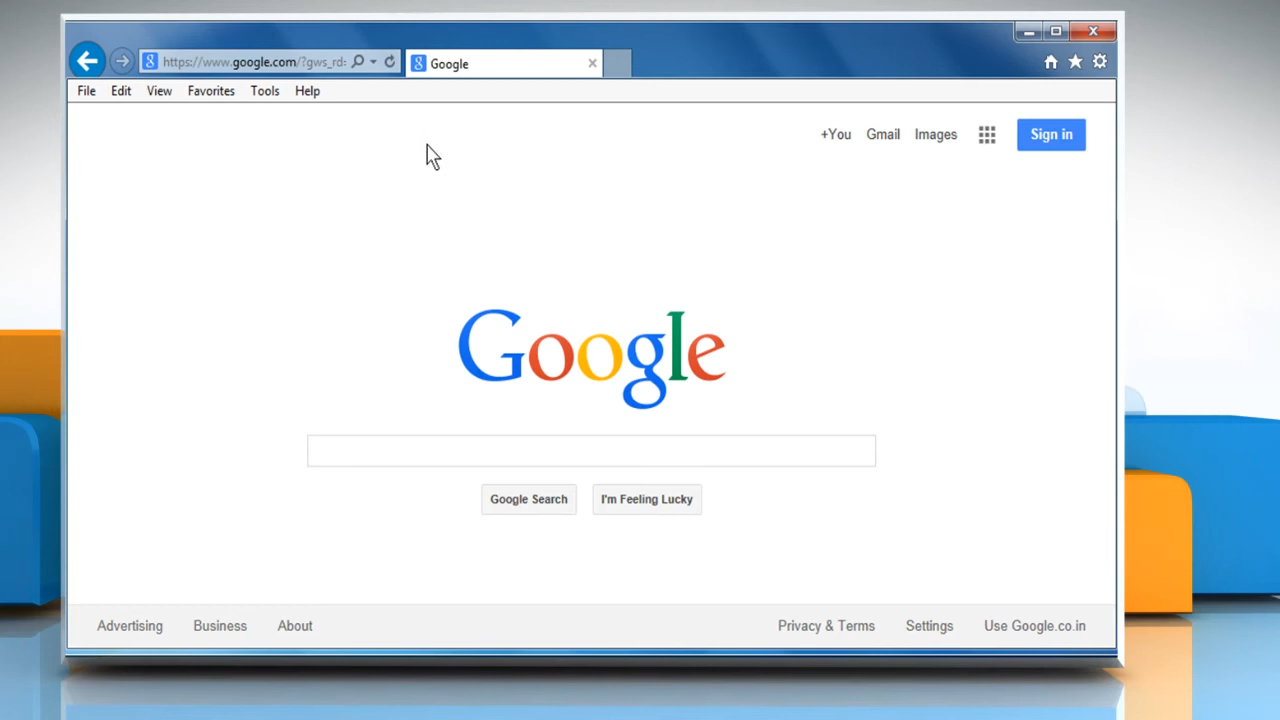 https://www.google.com/?gws_rd=
Google
File Edit View Favorites Tools Help
+You Gmail Images Sign in
Google
Google Search I'm Feeling Lucky
Advertising Business About Privacy & Terms Settings Use Google.co.in